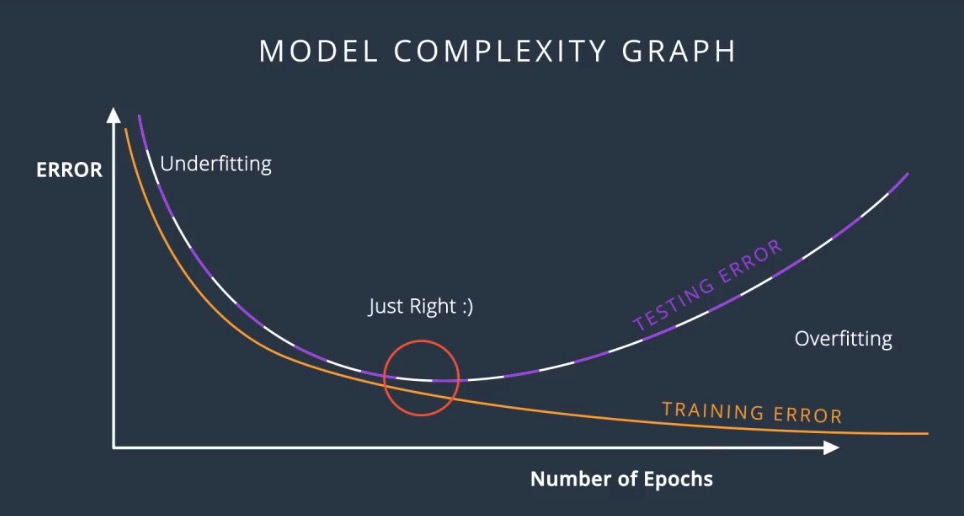 MODEL COMPLEXITY GRAPH
ERROR
Underfitting
Just Right :)
TESTING ERROR
Overfitting
TRAINING ERROR
Number of Epochs